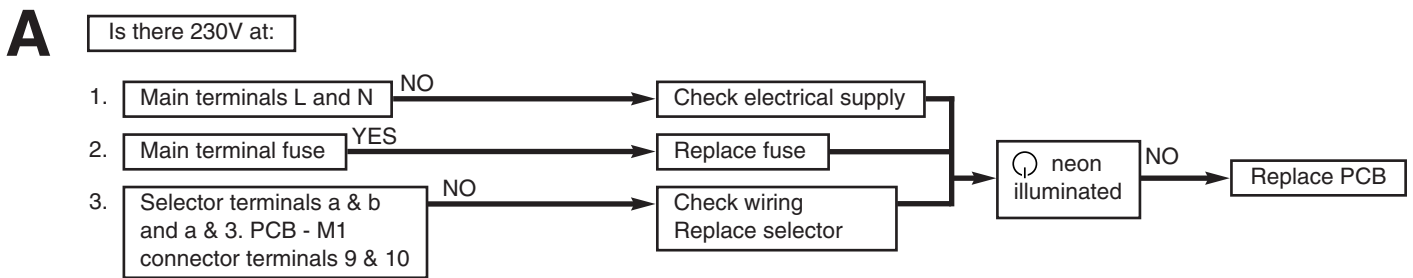 A
Is there 230V at:
1. Main terminals L and N
NO
Check electrical supply
2. Main terminal fuse
YES
Replace fuse
3. Selector terminals a & b
and a & 3. PCB - M1
connector terminals 9 & 10
NO
Check wiring
Replace selector
neon
illuminated
NO
Replace PCB